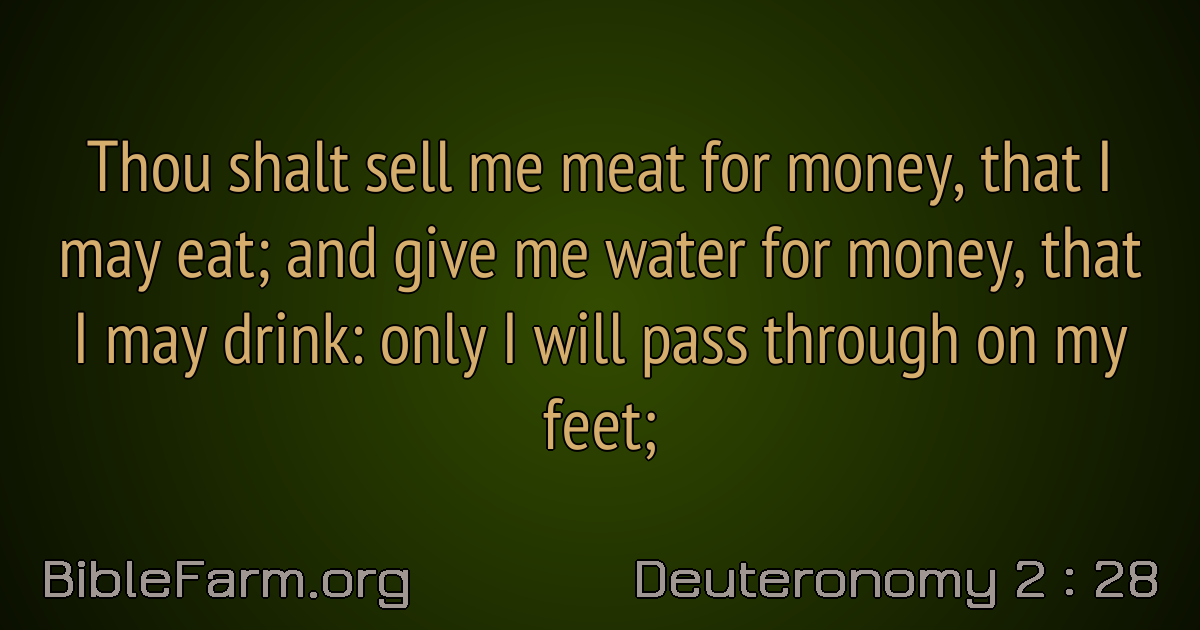 Thou shalt sell me meat for money, that I
may eat; and give me water for money, that
I may drink: only I will pass through on my
feet;
BibleFarm.org
Deuteronomy 2 : 28